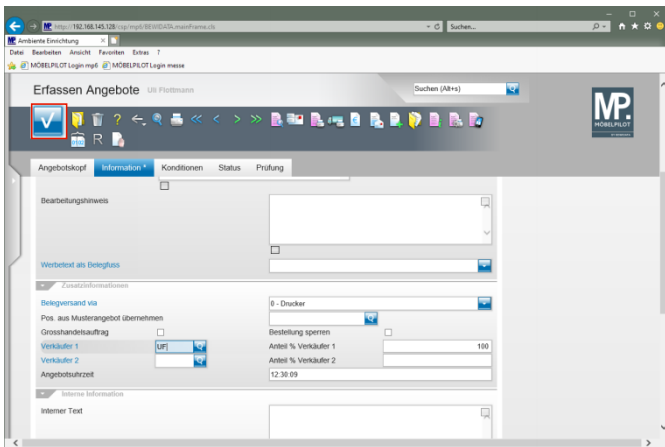 http://192.168.145.128/csp/mp6/BEWIDATA.mainFrame.cls
Suchen...
Ambiente Einrichtung
Datei Bearbeiten Ansicht Favoriten Extras ?
MÖBELPILOT Login mp6 MÖBELPILOT Login messe
Erfassen Angebote Uli Flottmann
Suchen (Alt+s)
MP.
MÖBELPILOT
R
Angebotskopf Information * Konditionen Status Prüfung
Bearbeitungshinweis
Werbetext als Belegfuss
Zusatzinformationen
Belegversand via 0 - Drucker
Pos. aus Musterangebot übernehmen
Grosshandelsauftrag Bestellung sperren
Verkäufer 1 UF Anteil % Verkäufer 1 100
Verkäufer 2 Anteil % Verkäufer 2
Angebotsuhrzeit 12:30:09
Interne Information
Interner Text